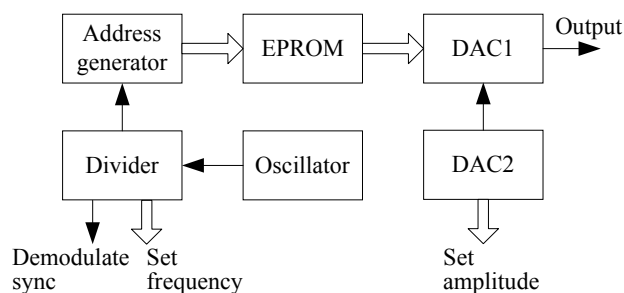 Address
generator
EPROM
DAC1
Output
Divider
Oscillator
DAC2
Demodulate
sync
Set
frequency
Set
amplitude